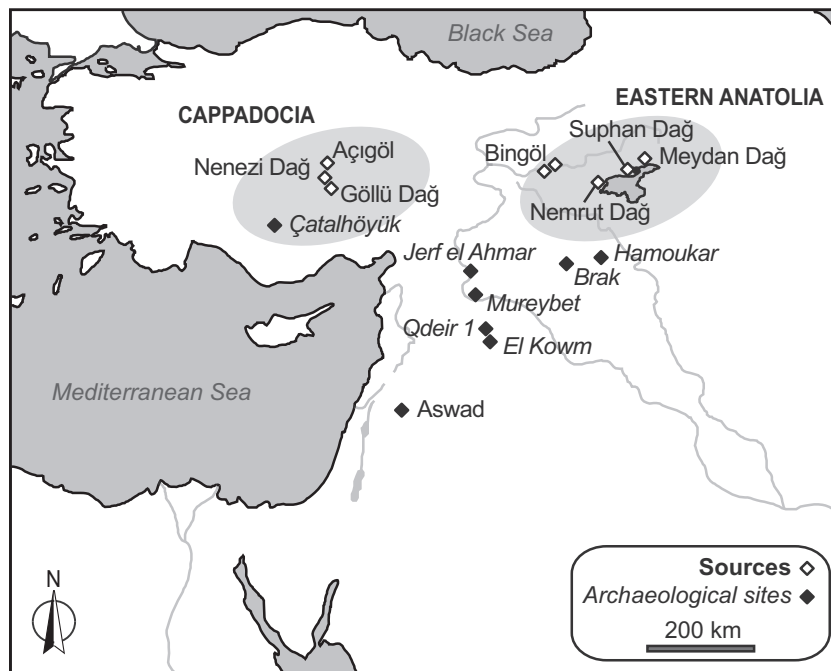 Black Sea
EASTERN ANATOLIA
CAPPADOCIA
Suphan Dağ
Açıgöl
Bingöl
Meydan Dağ
Nenezi Dağ
Göllü Dağ
Nemrut Dağ
Çatalhöyük
Jerf el Ahmar
Hamoukar
Brak
Mureybet
Qdeir 1
El Kowm
Mediterranean Sea
Aswad
N
Sources
Archaeological sites
200 km